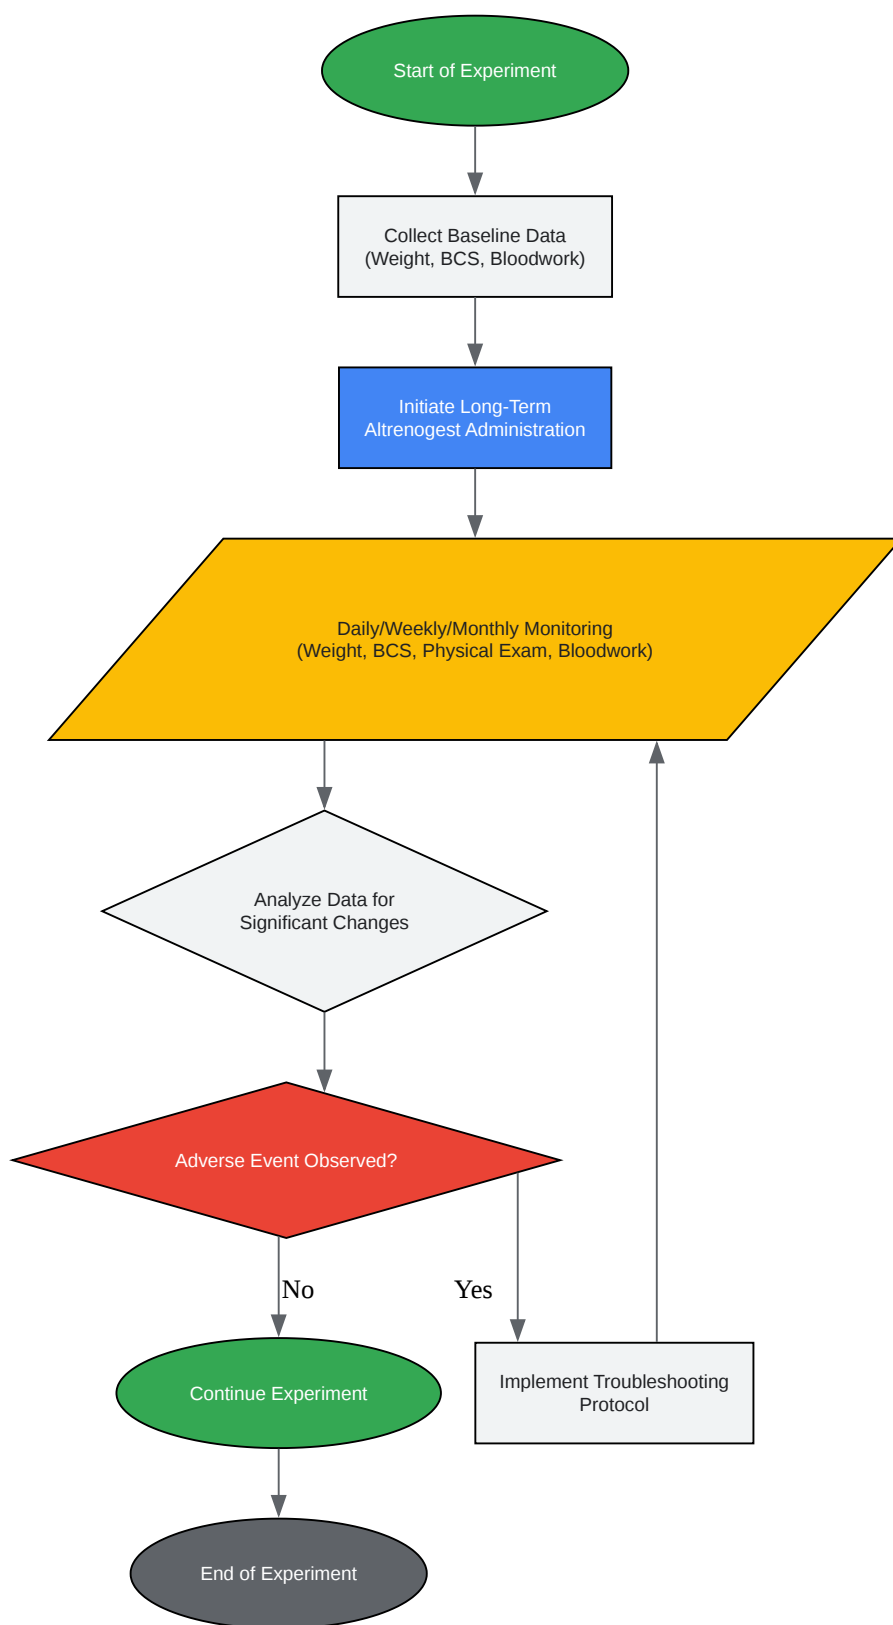 Start of Experiment
Collect Baseline Data
(Weight, BCS, Bloodwork)
Initiate Long-Term
Altrenogest Administration
Daily/Weekly/Monthly Monitoring
(Weight, BCS, Physical Exam, Bloodwork)
Analyze Data for
Significant Changes
Adverse Event Observed?
No
Yes
Continue Experiment
Implement Troubleshooting
Protocol
End of Experiment